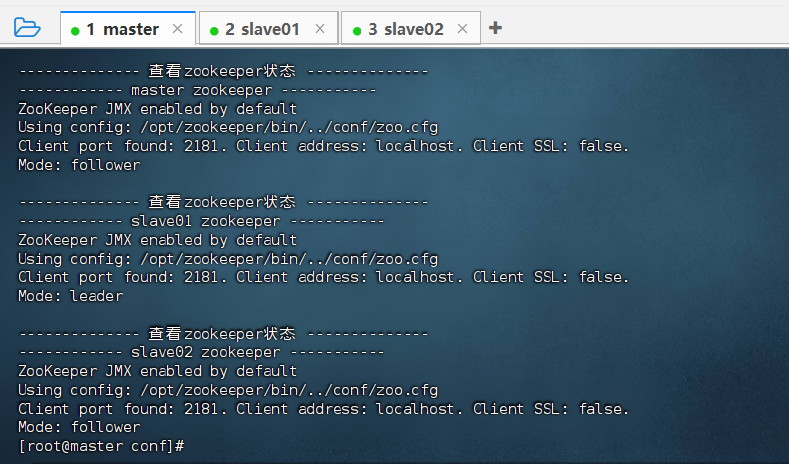 1 master × 2 slave01 × 3 slave02 × +
-------------- 查看zookeeper状态 --------------
------------ master zookeeper -----------
ZooKeeper JMX enabled by default
Using config: /opt/zookeeper/bin/../conf/zoo.cfg
Client port found: 2181. Client address: localhost. Client SSL: false.
Mode: follower
-------------- 查看zookeeper状态 --------------
------------ slave01 zookeeper -----------
ZooKeeper JMX enabled by default
Using config: /opt/zookeeper/bin/../conf/zoo.cfg
Client port found: 2181. Client address: localhost. Client SSL: false.
Mode: leader
-------------- 查看zookeeper状态 --------------
------------ slave02 zookeeper -----------
ZooKeeper JMX enabled by default
Using config: /opt/zookeeper/bin/../conf/zoo.cfg
Client port found: 2181. Client address: localhost. Client SSL: false.
Mode: follower
[root@master conf]#